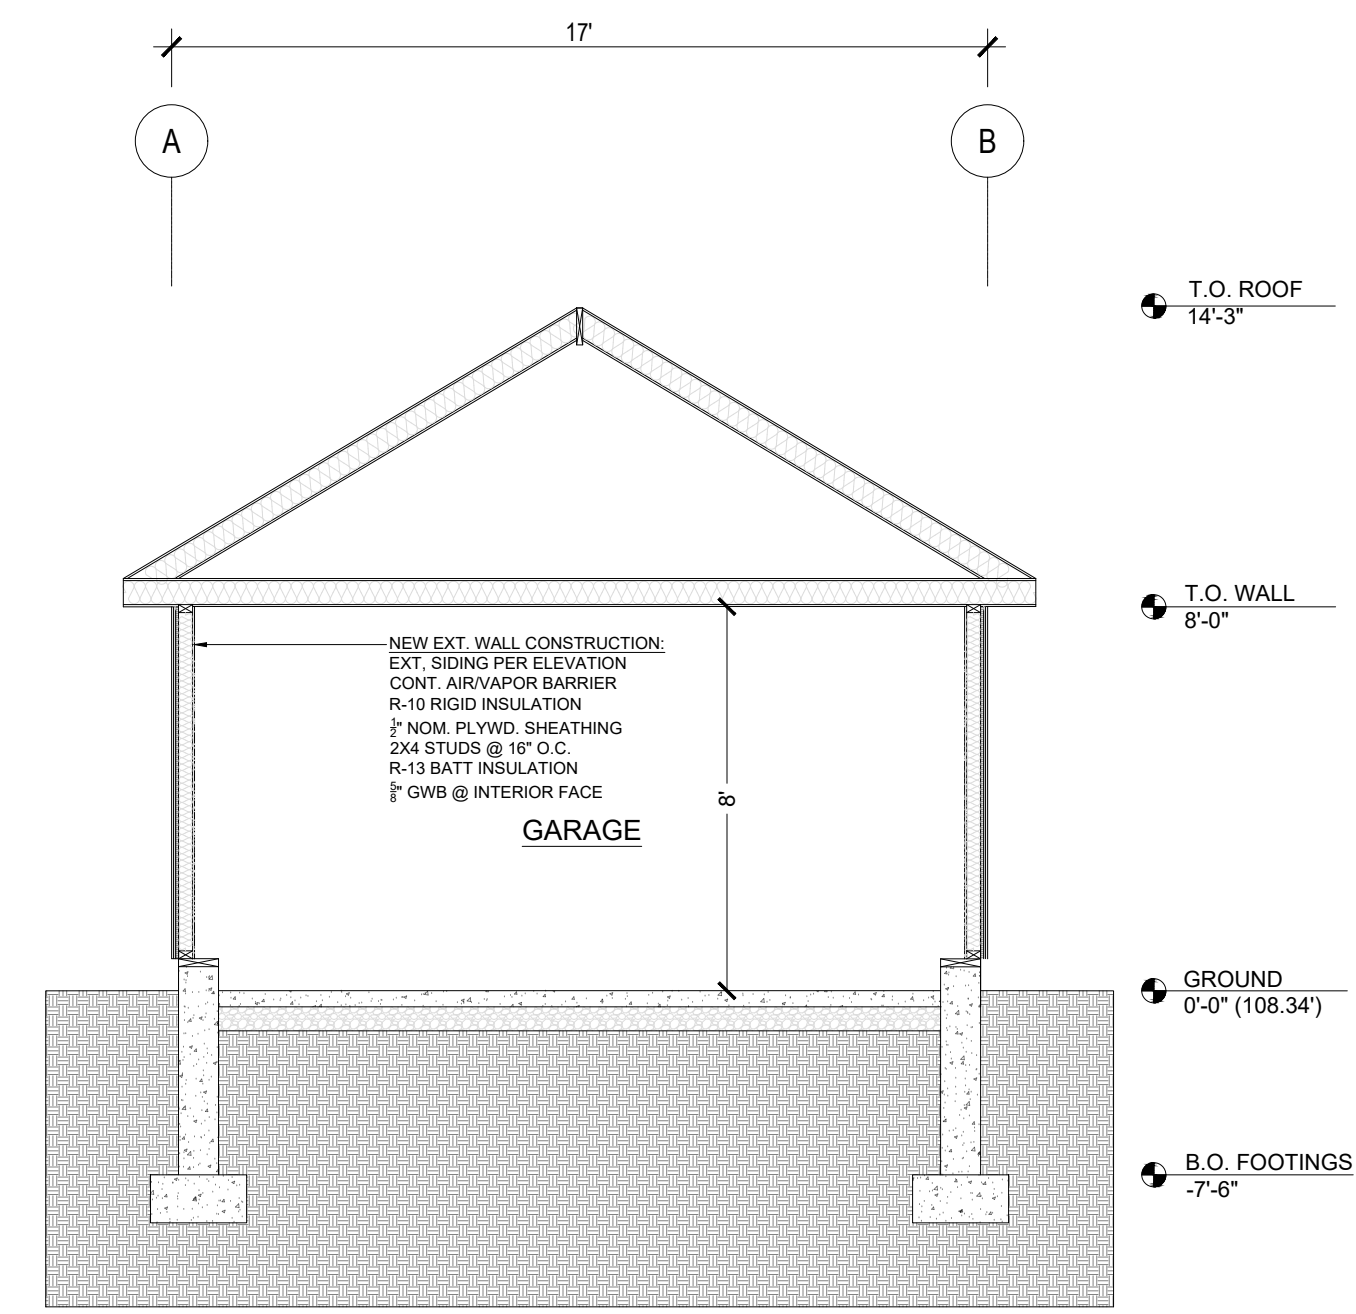 17'
A
B
T.O. ROOF
14'-3"
T.O. WALL
8'-0"
NEW EXT. WALL CONSTRUCTION:
EXT, SIDING PER ELEVATION
CONT. AIR/VAPOR BARRIER
R-10 RIGID INSULATION
½" NOM. PLYWD. SHEATHING
2X4 STUDS @ 16" O.C.
R-13 BATT INSULATION
⅝" GWB @ INTERIOR FACE
8'
GARAGE
GROUND
0'-0" (108.34')
B.O. FOOTINGS
-7'-6"